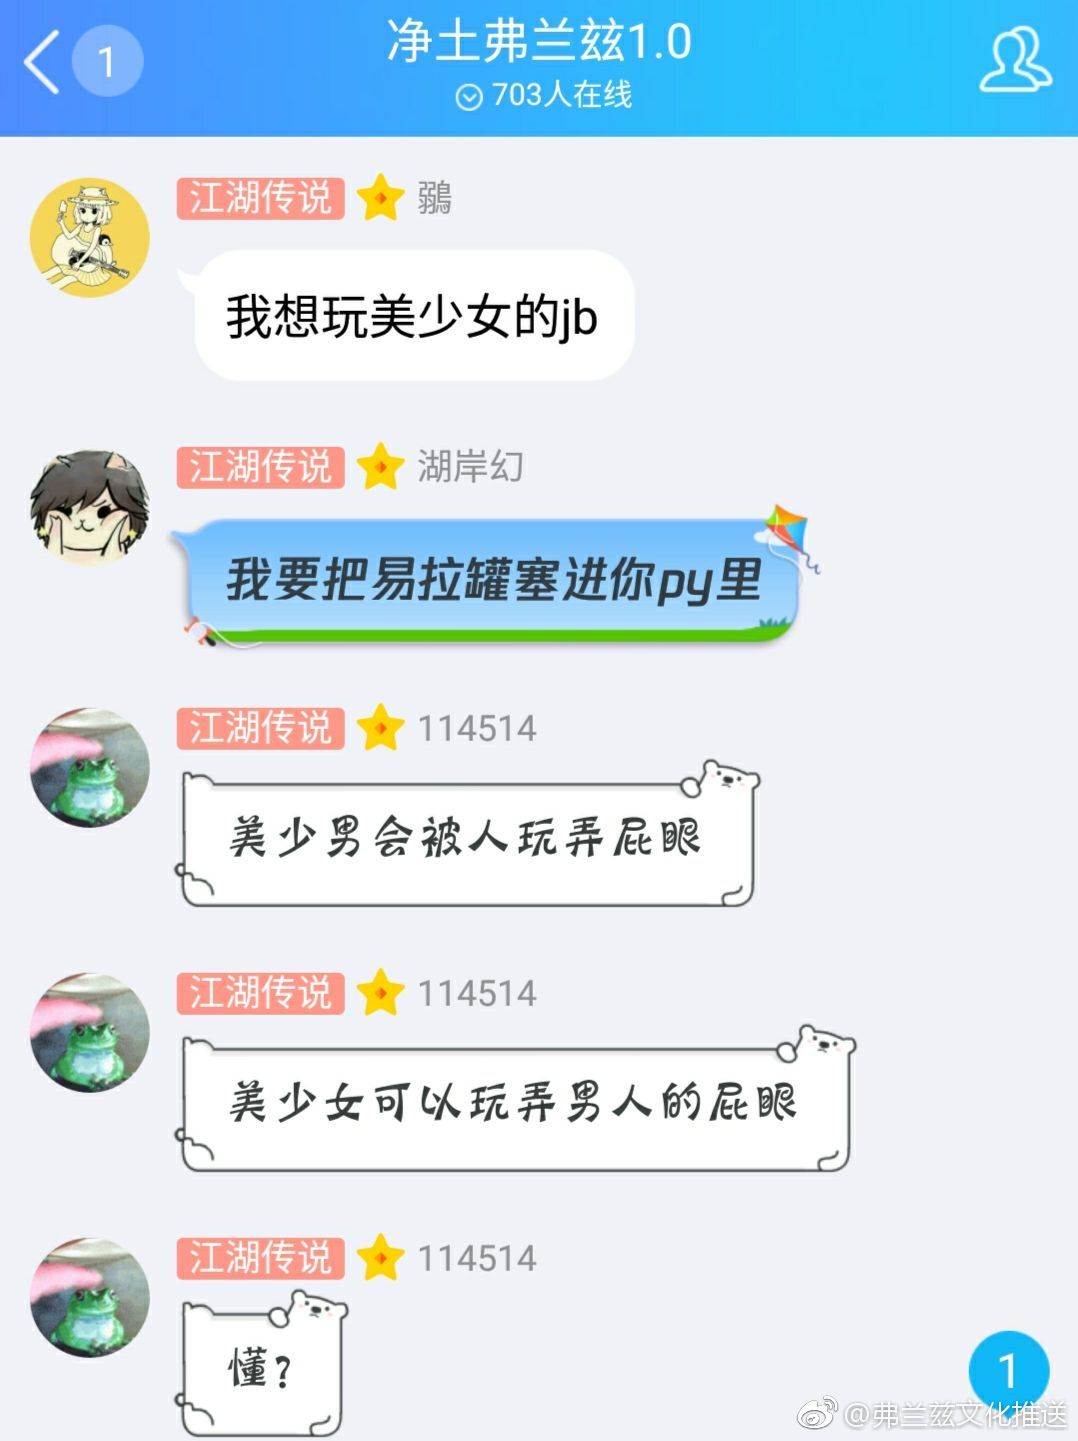 1
净土弗兰兹1.0
703人在线
江湖传说 鶸
我想玩美少女的jb
江湖传说 湖岸幻
我要把易拉罐塞进你py里
江湖传说 114514
美少男会被人玩弄屁眼
江湖传说 114514
美少女可以玩弄男人的屁眼
江湖传说 114514
懂?
1
@弗兰兹文化推送